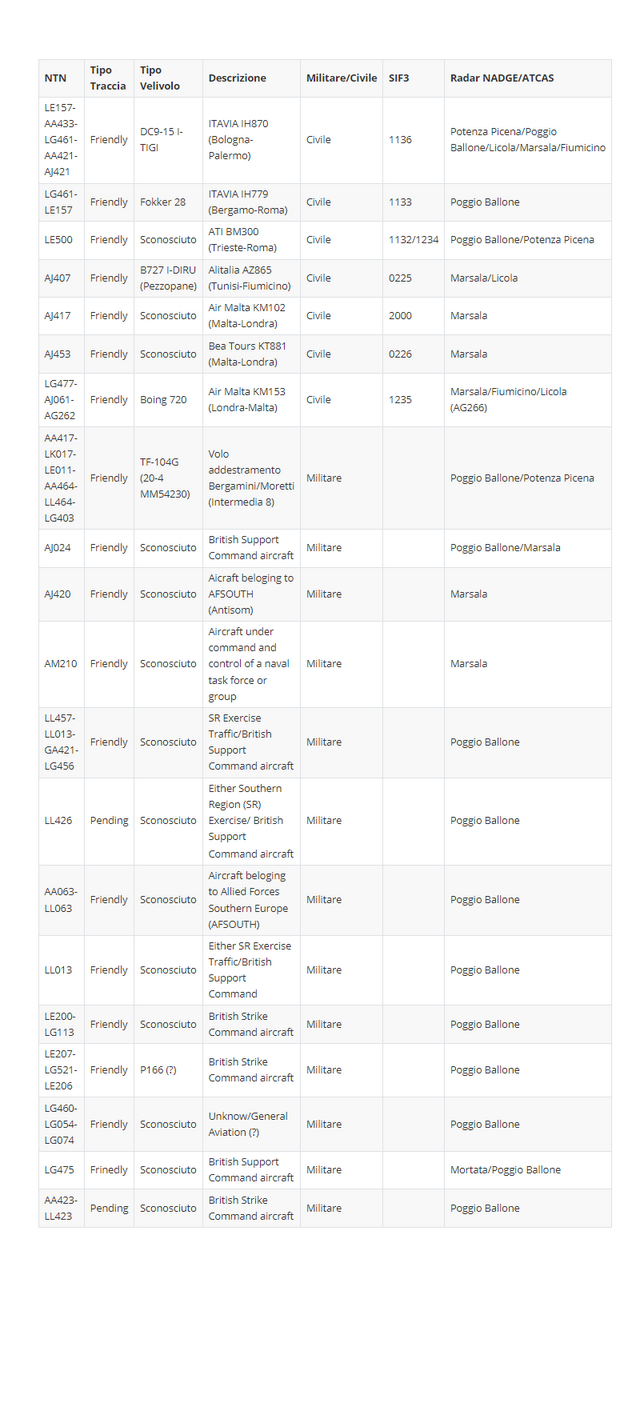 NTN	Tipo Traccia	Tipo Velivolo	Descrizione	Militare/Civile	SIF3	Radar NADGE/ATCAS
LE157-AA433-LG461-AA421-AJ421	Friendly	DC9-15 I-TIGI	ITAVIA IH870 (Bologna-Palermo)	Civile	1136	Potenza Picena/Poggio Ballone/Licola/Marsala/Fiumicino
LG461-LE157	Friendly	Fokker 28	ITAVIA IH779 (Bergamo-Roma)	Civile	1133	Poggio Ballone
LE500	Friendly	Sconosciuto	ATI BM300 (Trieste-Roma)	Civile	1132/1234	Poggio Ballone/Potenza Picena
AJ407	Friendly	B727 I-DIRU (Pezzopane)	Alitalia AZ865 (Tunisi-Fiumicino)	Civile	0225	Marsala/Licola
AJ417	Friendly	Sconosciuto	Air Malta KM102 (Malta-Londra)	Civile	2000	Marsala
AJ453	Friendly	Sconosciuto	Bea Tours KT881 (Malta-Londra)	Civile	0226	Marsala
LG477-AJ061-AG262	Friendly	Boing 720	Air Malta KM153 (Londra-Malta)	Civile	1235	Marsala/Fiumicino/Licola (AG266)
AA417-LK017-LE011-AA464-LL464-LG403	Friendly	TF-104G (20-4 MM54230)	Volo addestramento Bergamini/Moretti (Intermedia 8)	Militare		Poggio Ballone/Potenza Picena
AJ024	Friendly	Sconosciuto	British Support Command aircraft	Militare		Poggio Ballone/Marsala
AJ420	Friendly	Sconosciuto	Aicraft beloging to AFSOUTH (Antisom)	Militare		Marsala
AM210	Friendly	Sconosciuto	Aircraft under command and control of a naval task force or group	Militare		Marsala
LL457-LL013-GA421-LG456	Friendly	Sconosciuto	SR Exercise Traffic/British Support Command aircraft	Militare		Poggio Ballone
LL426	Pending	Sconosciuto	Either Southern Region (SR) Exercise/ British Support Command aircraft	Militare		Poggio Ballone
AA063-LL063	Friendly	Sconosciuto	Aircraft beloging to Allied Forces Southern Europe (AFSOUTH)	Militare		Poggio Ballone
LL013	Friendly	Sconosciuto	Either SR Exercise Traffic/British Support Command	Militare		Poggio Ballone
LE200-LG113	Friendly	Sconosciuto	British Strike Command aircraft	Militare		Poggio Ballone
LE207-LG521-LE206	Friendly	P166 (?)	British Strike Command aircraft	Militare		Poggio Ballone
LG460-LG054-LG074	Friendly	Sconosciuto	Unknow/General Aviation (?)	Militare		Poggio Ballone
LG475	Frinedly	Sconosciuto	British Support Command aircraft	Militare		Mortata/Poggio Ballone
AA423-LL423	Pending	Sconosciuto	British Strike Command aircraft	Militare		Poggio Ballone